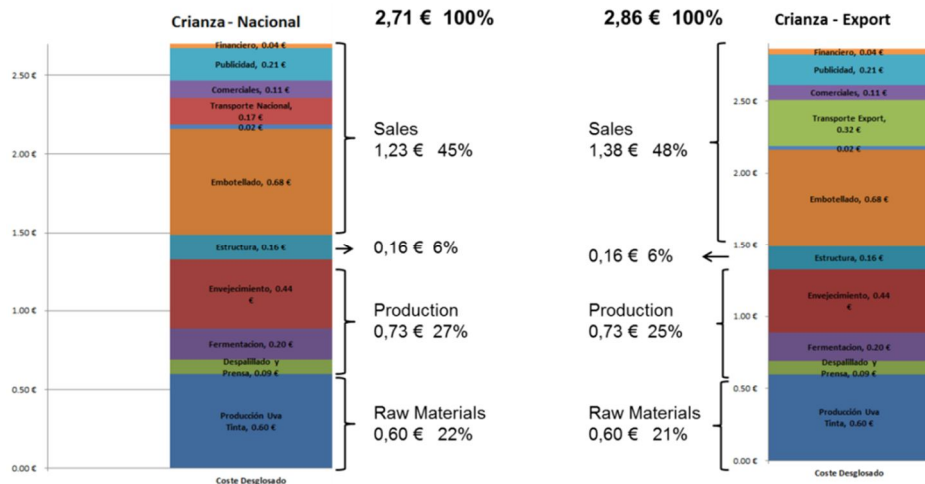 Crianza - Nacional
2,71 € 100%
2.50 €
2.00 €
1.50 €
1.00 €
0.50 €
0.00 €
Financiero, 0.04 €
Publicidad, 0.21 €
Comerciales, 0.11 €
Transporte Nacional,
0.17 €
0.02 €
Embotellado, 0.68 €
Estructura, 0.16 €
Envejecimiento, 0.44
€
Fermentacion, 0.20 €
Despalillado y
Prensa, 0.09 €
Producción Uva
Tinta, 0.60 €
Coste Desglosado
Sales
1,23 € 45%
0,16 € 6%
Production
0,73 € 27%
Raw Materials
0,60 € 22%
2,86 € 100%
Crianza - Export
Sales
1,38 € 48%
0,16 € 6%
Production
0,73 € 25%
Raw Materials
0,60 € 21%
2.50 €
2.00 €
1.50 €
1.00 €
0.50 €
0.00 €
Financiero, 0.04 €
Publicidad, 0.21 €
Comerciales, 0.11 €
Transporte Export,
0.32 €
0.02 €
Embotellado, 0.68 €
Estructura, 0.16 €
Envejecimiento, 0.44
€
Fermentacion, 0.20 €
Despalillado y
Prensa, 0.09 €
Producción Uva
Tinta, 0.60 €
Coste Desglosado